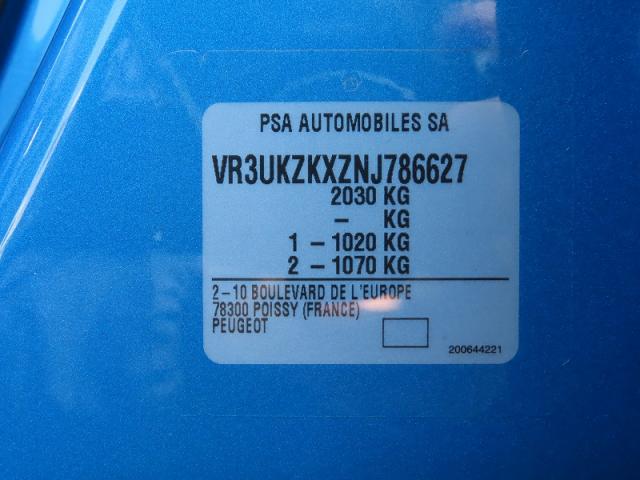 PSA AUTOMOBILES SA
VR3UKZKXZNJ786627
2030 KG
– KG
1 – 1020 KG
2 – 1070 KG
2–10 BOULEVARD DE L'EUROPE
78300 POISSY (FRANCE)
PEUGEOT
200644221